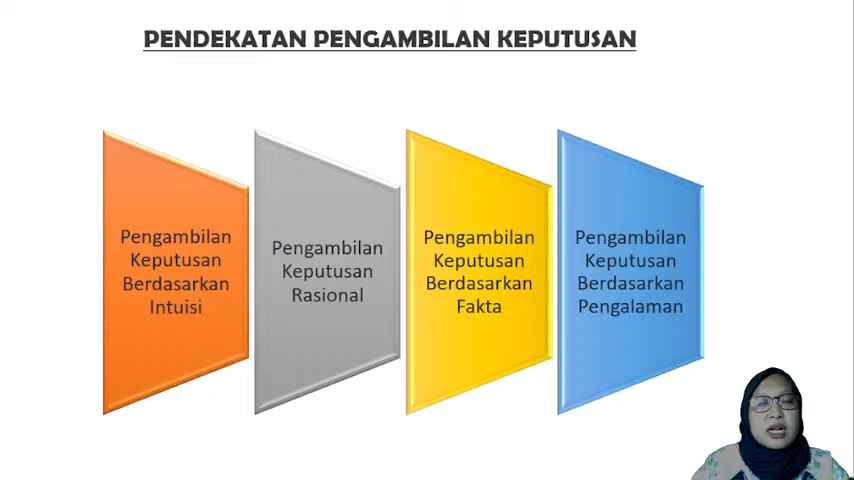 PENDEKATAN PENGAMBILAN KEPUTUSAN
Pengambilan
Keputusan
Berdasarkan
Intuisi
Pengambilan
Keputusan
Rasional
Pengambilan
Keputusan
Berdasarkan
Fakta
Pengambilan
Keputusan
Berdasarkan
Pengalaman